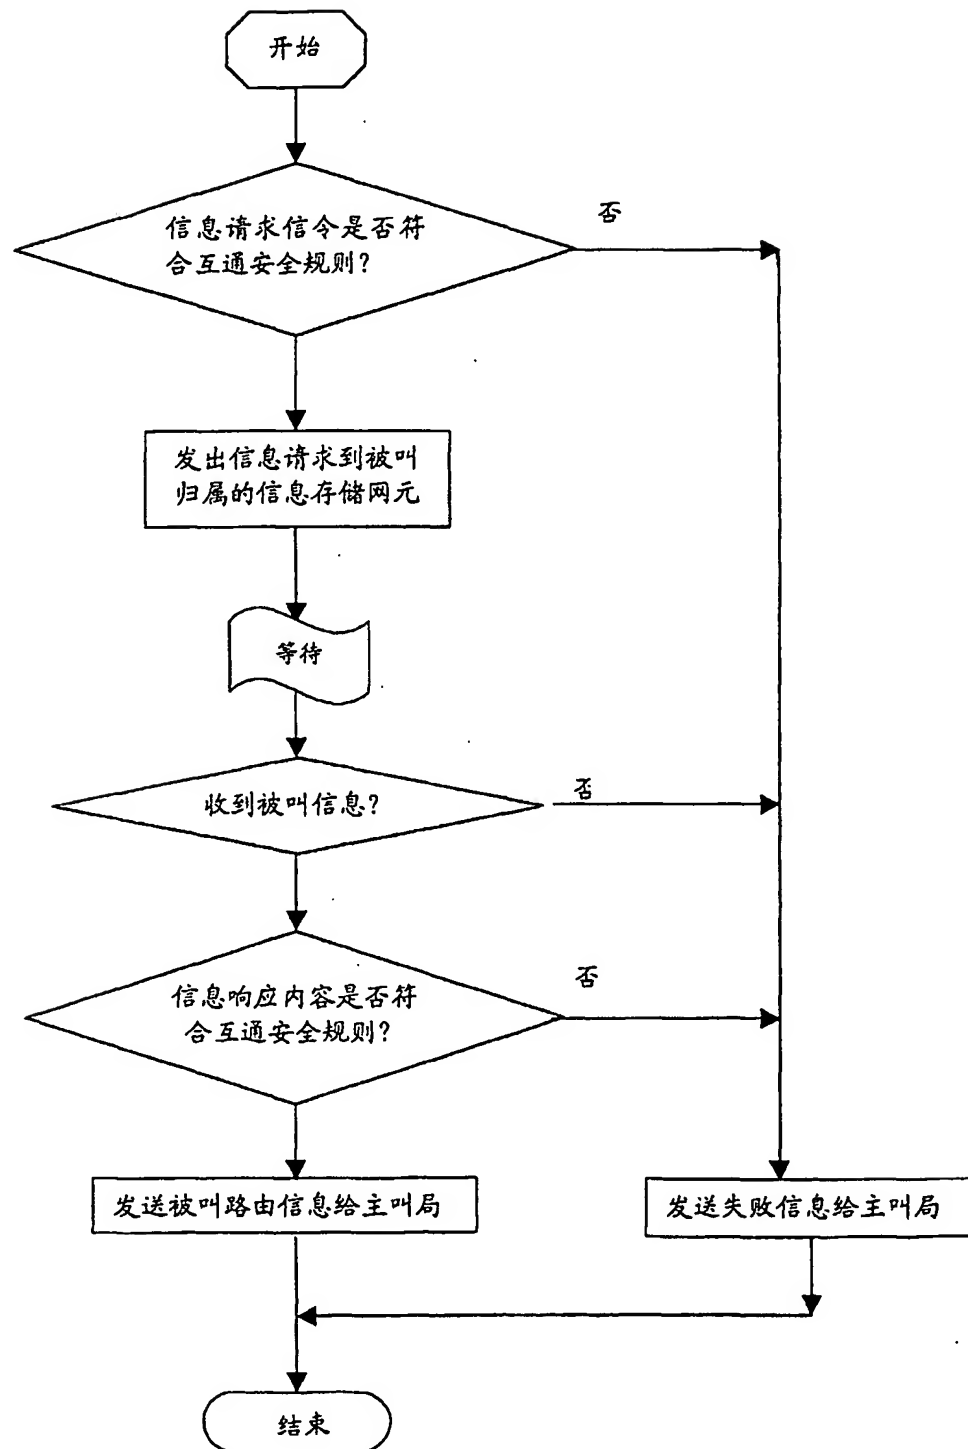 开始
信息请求信令是否符
合互通安全规则?
否
发出信息请求到被叫
归属的信息存储网元
等待
收到被叫信息?
否
信息响应内容是否符
合互通安全规则?
否
发送被叫路由信息给主叫局
发送失败信息给主叫局
结束